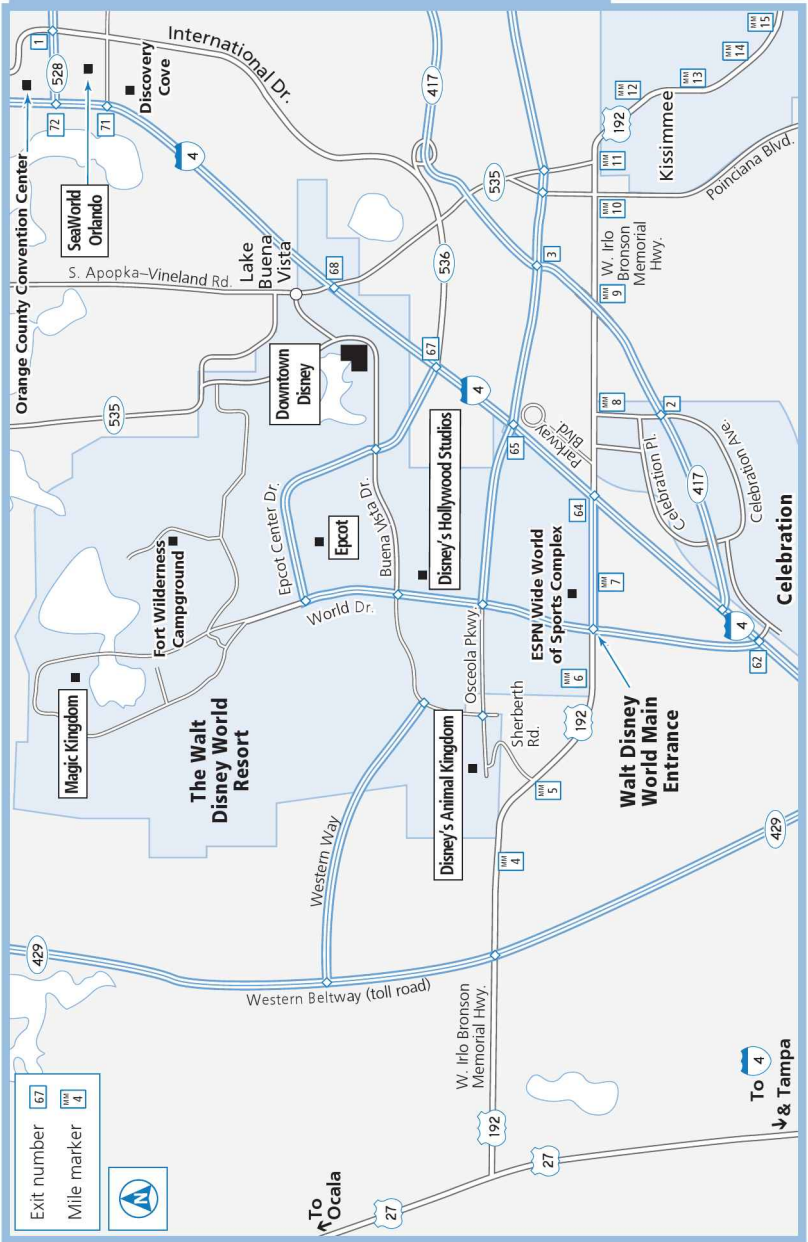 Exit number 67
Mile marker MM 4
N
429
Magic Kingdom
535
Orange County Convention Center
1
528
72
SeaWorld
Orlando
71
Discovery
Cove
International Dr.
4
S. Apopka–Vineland Rd.
Fort Wilderness
Campground
The Walt
Disney World
Resort
Lake
Buena
Vista
68
Downtown
Disney
Epcot Center Dr.
Epcot
World Dr.
Buena Vista Dr.
Western Way
Western Beltway (toll road)
To
Ocala
27
67
536
417
4
535
Disney's Hollywood Studios
Disney's Animal Kingdom
Osceola Pkwy.
Sherberth
Rd.
W. Irlo Bronson
Memorial Hwy.
192
MM 4
MM 5
192
MM 6
ESPN Wide World
of Sports Complex
65
Parkway
Blvd.
64
3
MM 7
MM 8
MM 9
MM 10
MM 11
192
MM 12
MM 13
MM 14
MM 15
W. Irlo
Bronson
Memorial
Hwy.
Kissimmee
Poinciana Blvd.
27
Walt Disney
World Main
Entrance
Celebration Pl.
2
417
Celebration Ave.
4
62
Celebration
429
To 4
& Tampa